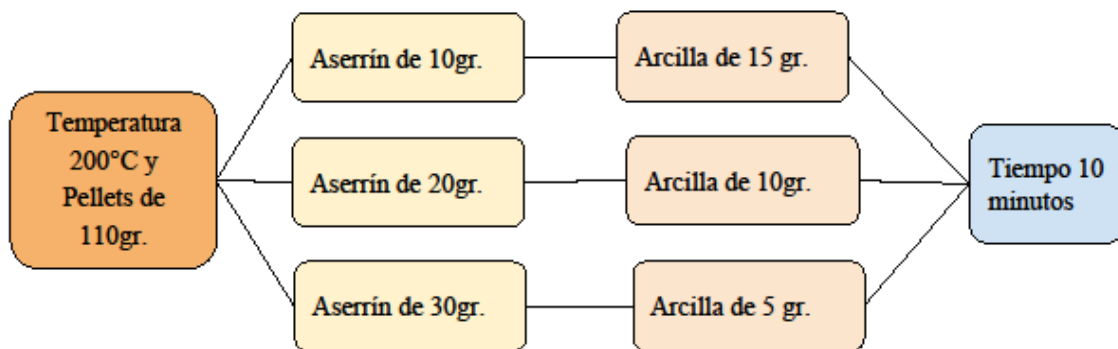 Temperatura
200°C y
Pellets de
110gr.
Aserrín de 10gr.
Arcilla de 15 gr.
Aserrín de 20gr.
Arcilla de 10gr.
Aserrín de 30gr.
Arcilla de 5 gr.
Tiempo 10
minutos